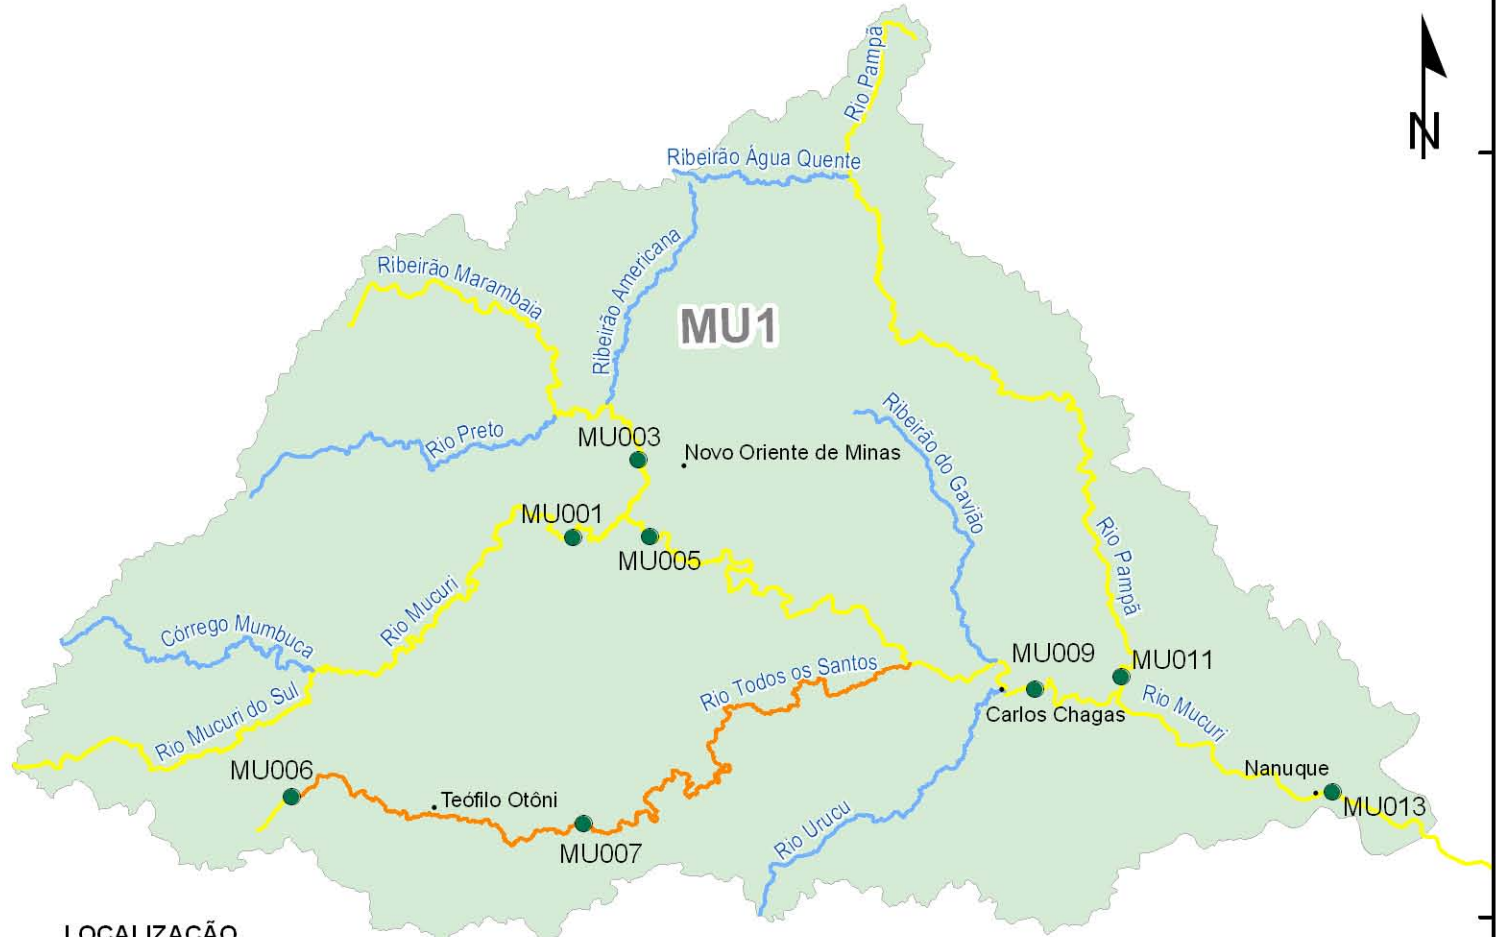 Rio Pampã
N
Ribeirão Água Quente
Ribeirão Marambaia
Ribeirão Americana
MU1
Ribeirão do Gavião
Rio Preto
MU003
Novo Oriente de Minas
MU001
MU005
Rio Pampã
Rio Mucuri
Córrego Mumbuca
MU009
MU011
Rio Todos os Santos
Rio Mucuri do Sul
Carlos Chagas
Rio Mucuri
MU006
Nanuque
Teófilo Otôni
MU013
Rio Urucu
MU007
LOCALIZAÇÃO